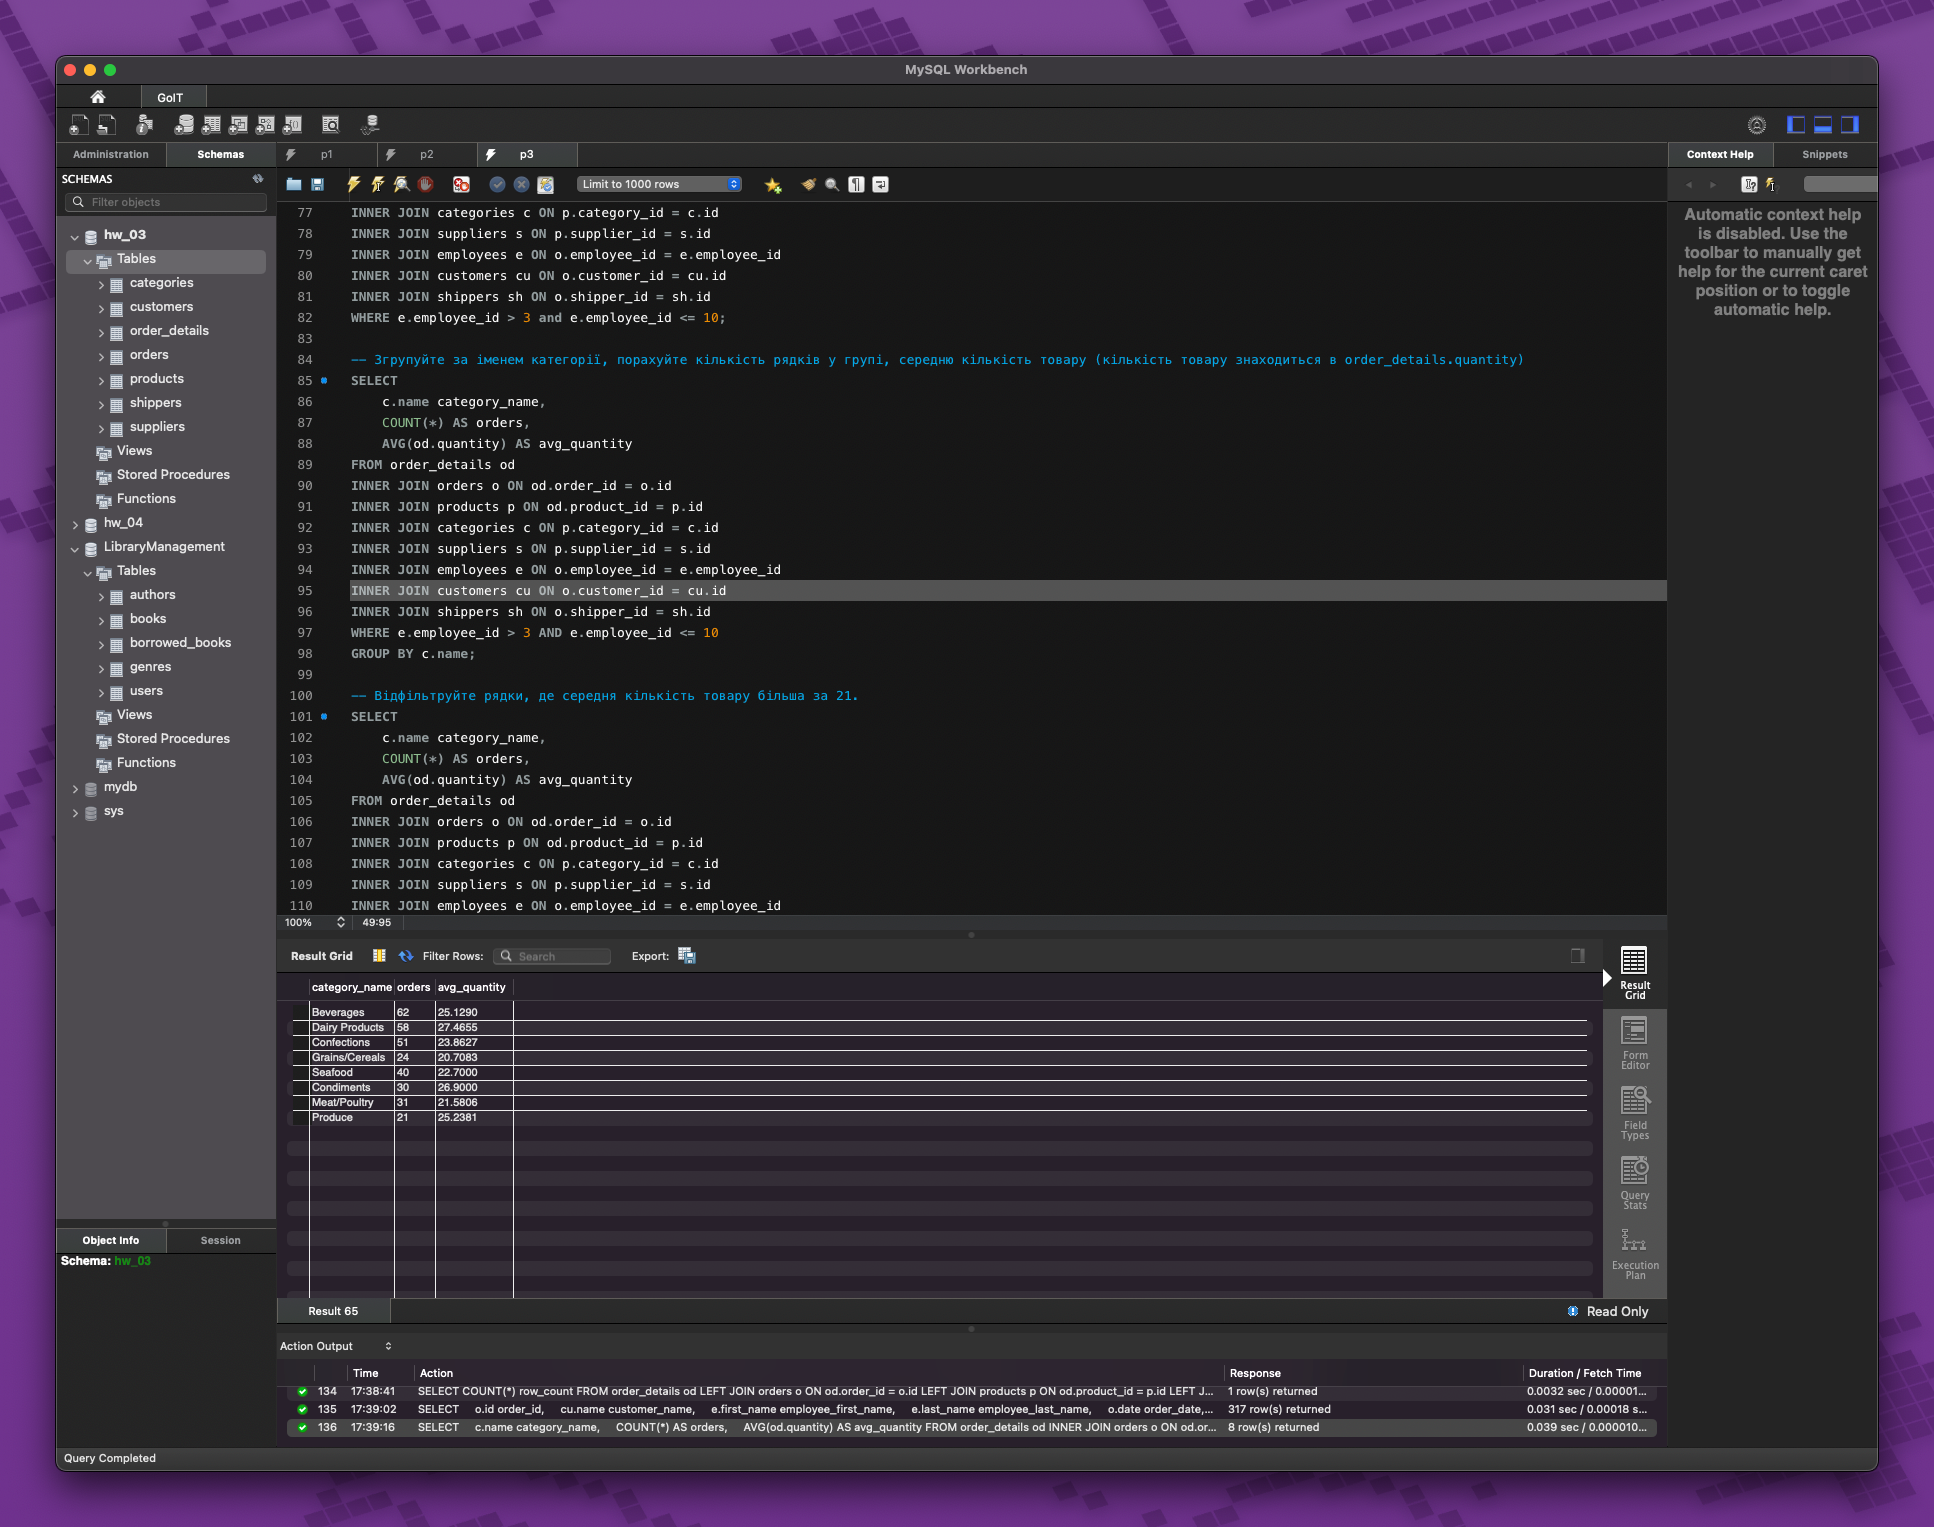 MySQL Workbench
GoIT
Administration
Schemas
p1
p2
p3
Context Help
Snippets
SCHEMAS
Filter objects
Limit to 1000 rows
hw_03
Tables
categories
customers
order_details
orders
products
shippers
suppliers
Views
Stored Procedures
Functions
hw_04
LibraryManagement
Tables
authors
books
borrowed_books
genres
users
Views
Stored Procedures
Functions
mydb
sys
Object Info
Session
Schema: hw_03
77 INNER JOIN categories c ON p.category_id = c.id
78 INNER JOIN suppliers s ON p.supplier_id = s.id
79 INNER JOIN employees e ON o.employee_id = e.employee_id
80 INNER JOIN customers cu ON o.customer_id = cu.id
81 INNER JOIN shippers sh ON o.shipper_id = sh.id
82 WHERE e.employee_id > 3 and e.employee_id <= 10;
83
84 -- Згрупуйте за іменем категорії, порахуйте кількість рядків у групі, середню кількість товару (кількість товару знаходиться в order_details.quantity)
85 SELECT
86 c.name category_name,
87 COUNT(*) AS orders,
88 AVG(od.quantity) AS avg_quantity
89 FROM order_details od
90 INNER JOIN orders o ON od.order_id = o.id
91 INNER JOIN products p ON od.product_id = p.id
92 INNER JOIN categories c ON p.category_id = c.id
93 INNER JOIN suppliers s ON p.supplier_id = s.id
94 INNER JOIN employees e ON o.employee_id = e.employee_id
95 INNER JOIN customers cu ON o.customer_id = cu.id
96 INNER JOIN shippers sh ON o.shipper_id = sh.id
97 WHERE e.employee_id > 3 AND e.employee_id <= 10
98 GROUP BY c.name;
99
100 -- Відфільтруйте рядки, де середня кількість товару більша за 21.
101 SELECT
102 c.name category_name,
103 COUNT(*) AS orders,
104 AVG(od.quantity) AS avg_quantity
105 FROM order_details od
106 INNER JOIN orders o ON od.order_id = o.id
107 INNER JOIN products p ON od.product_id = p.id
108 INNER JOIN categories c ON p.category_id = c.id
109 INNER JOIN suppliers s ON p.supplier_id = s.id
110 INNER JOIN employees e ON o.employee_id = e.employee_id
100% 49:95
Automatic context help
is disabled. Use the
toolbar to manually get
help for the current caret
position or to toggle
automatic help.
Result Grid Filter Rows: Search Export:
category_name orders avg_quantity
Beverages 62 25.1290
Dairy Products 58 27.4655
Confections 51 23.8627
Grains/Cereals 24 20.7083
Seafood 40 22.7000
Condiments 30 26.9000
Meat/Poultry 31 21.5806
Produce 21 25.2381
Result
Grid
Form
Editor
Field
Types
Query
Stats
Execution
Plan
Result 65
Read Only
Action Output
Time Action Response Duration / Fetch Time
134 17:38:41 SELECT COUNT(*) row_count FROM order_details od LEFT JOIN orders o ON od.order_id = o.id LEFT JOIN products p ON od.product_id = p.id LEFT J... 1 row(s) returned 0.0032 sec / 0.00001...
135 17:39:02 SELECT o.id order_id, cu.name customer_name, e.first_name employee_first_name, e.last_name employee_last_name, o.date order_date,... 317 row(s) returned 0.031 sec / 0.00018 s...
136 17:39:16 SELECT c.name category_name, COUNT(*) AS orders, AVG(od.quantity) AS avg_quantity FROM order_details od INNER JOIN orders o ON od.or... 8 row(s) returned 0.039 sec / 0.000010...
Query Completed